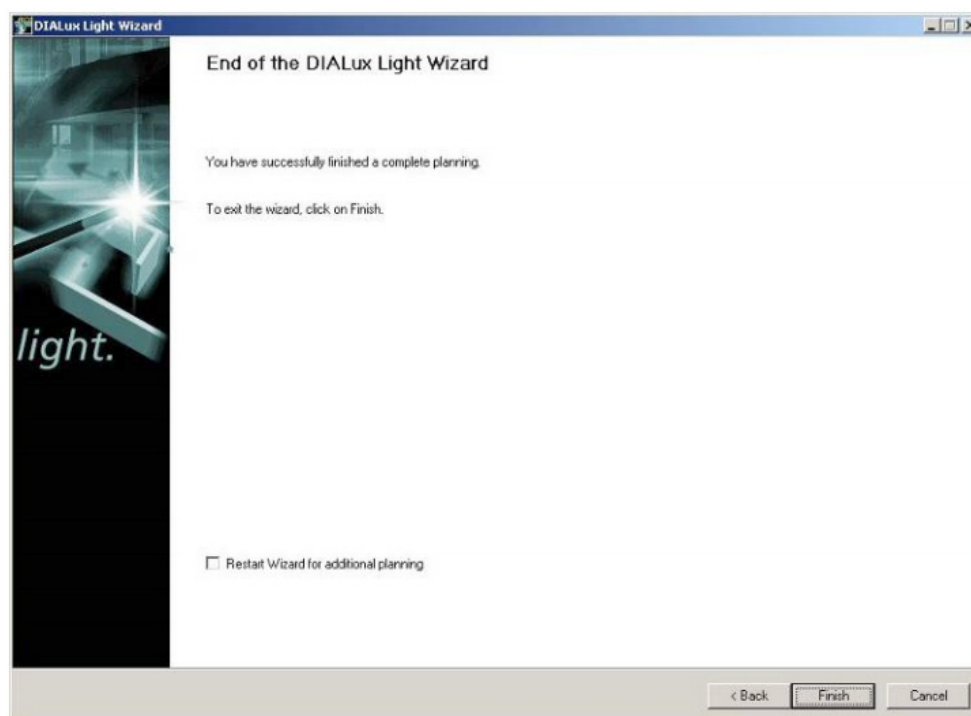 DIALux Light Wizard
End of the DIALux Light Wizard
You have successfully finished a complete planning.
To exit the wizard, click on Finish.
light.
Restart Wizard for additional planning
< Back Finish Cancel